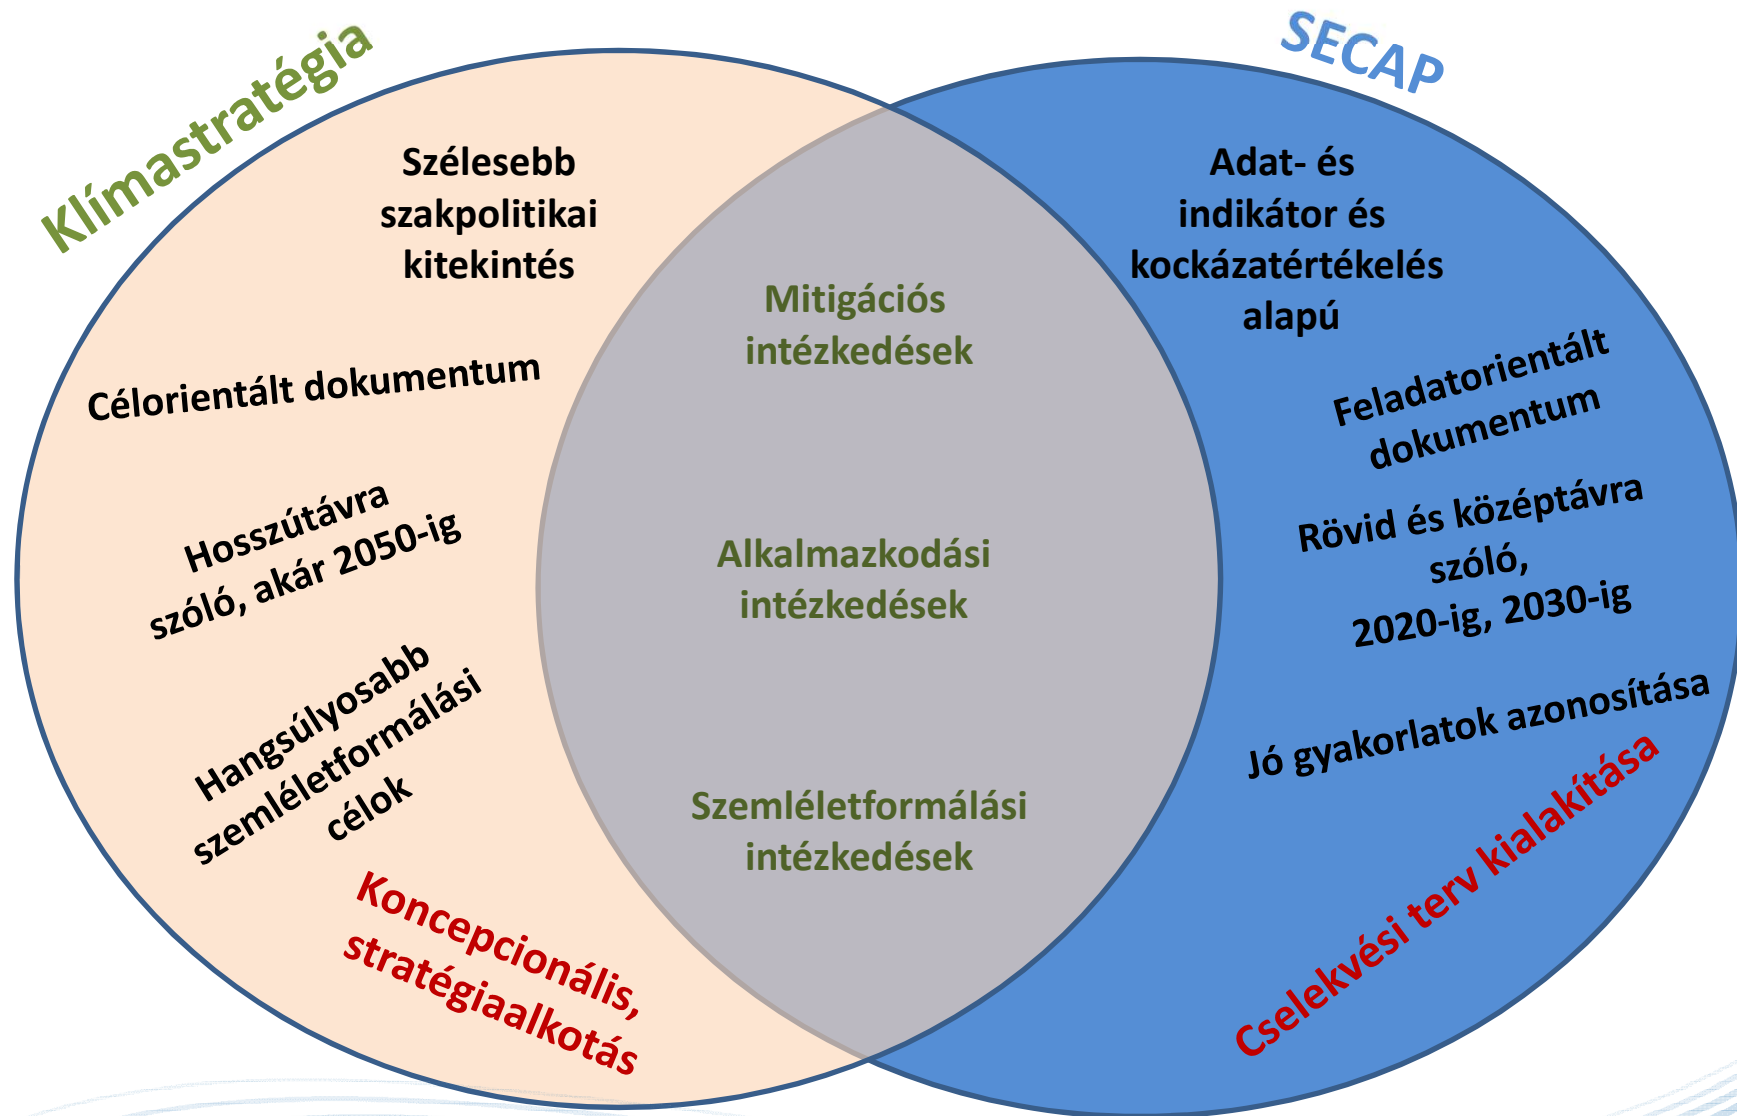 Klímastratégia
SECAP
Szélesebb
szakpolitikai
kitekintés
Célorientált dokumentum
Hosszútávra
szóló, akár 2050-ig
Hangsúlyosabb
szemléletformálási
célok
Koncepcionális,
stratégiaalkotás
Mitigációs
intézkedések
Alkalmazkodási
intézkedések
Szemléletformálási
intézkedések
Adat- és
indikátor és
kockázatértékelés
alapú
Feladatorientált
dokumentum
Rövid és középtávra
szóló,
2020-ig, 2030-ig
Jó gyakorlatok azonosítása
Cselekvési terv kialakítása